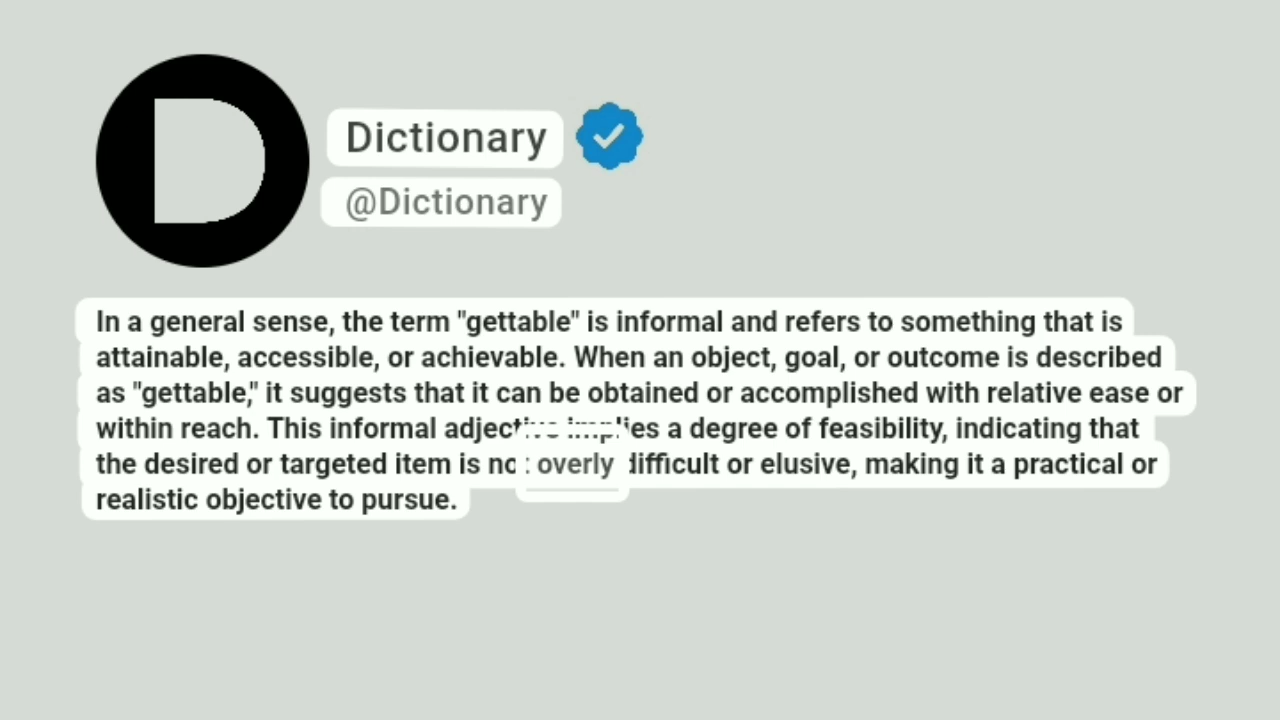 Dictionary
@Dictionary
In a general sense, the term "gettable" is informal and refers to something that is
attainable, accessible, or achievable. When an object, goal, or outcome is described
as "gettable," it suggests that it can be obtained or accomplished with relative ease or
within reach. This informal adjective implies a degree of feasibility, indicating that
the desired or targeted item is not overly difficult or elusive, making it a practical or
realistic objective to pursue.